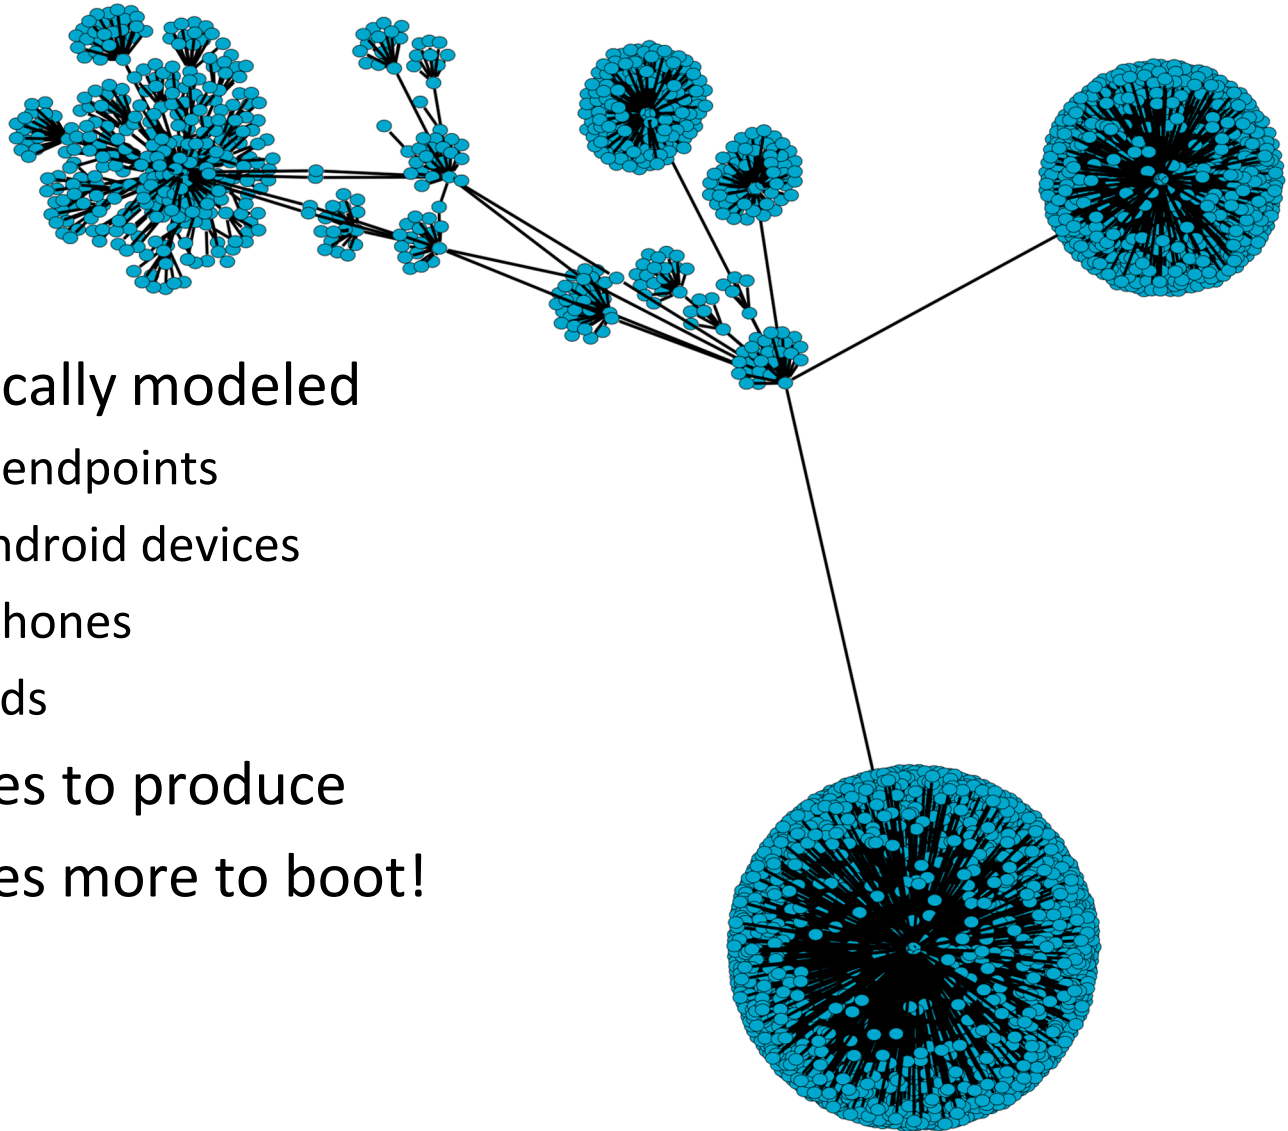 cally modeled
endpoints
ndroid devices
hones
ds
es to produce
es more to boot!